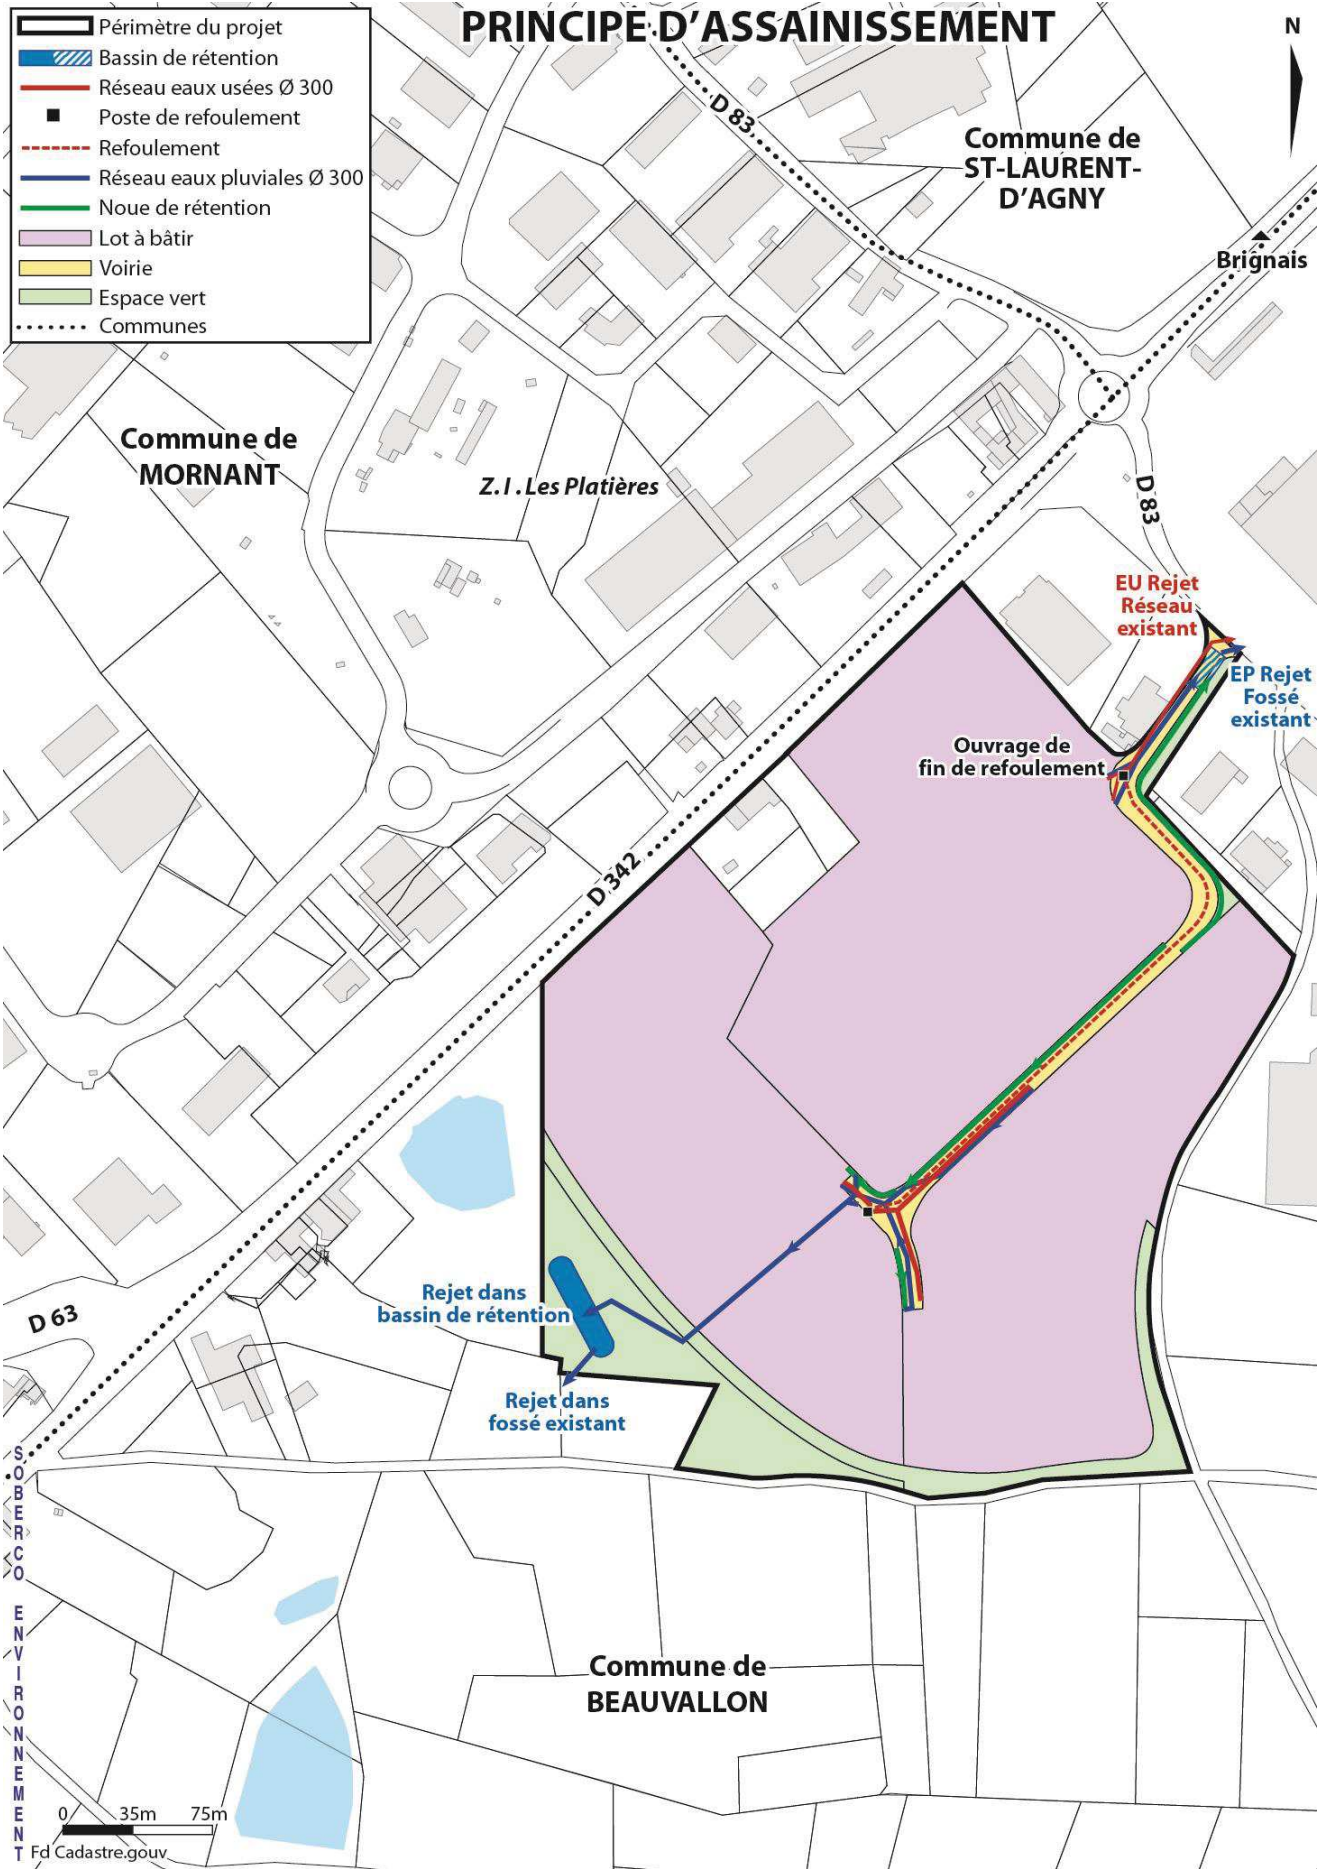 PRINCIPE D'ASSAINISSEMENT
Périmètre du projet
Bassin de rétention
Réseau eaux usées Ø 300
Poste de refoulement
Refoulement
Réseau eaux pluviales Ø 300
Noue de rétention
Lot à bâtir
Voirie
Espace vert
Communes
N
D 83
Commune de
ST-LAURENT-
D'AGNY
Brignais
Commune de
MORNANT
Z.I. Les Platières
D 83
EU Rejet
Réseau
existant
EP Rejet
Fossé
existant
Ouvrage de
fin de refoulement
D 342
Rejet dans
bassin de rétention
D 63
Rejet dans
fossé existant
Commune de
BEAUVALLON
SOBERCO ENVIRONNEMENT
0 35m 75m
Fd Cadastre.gouv